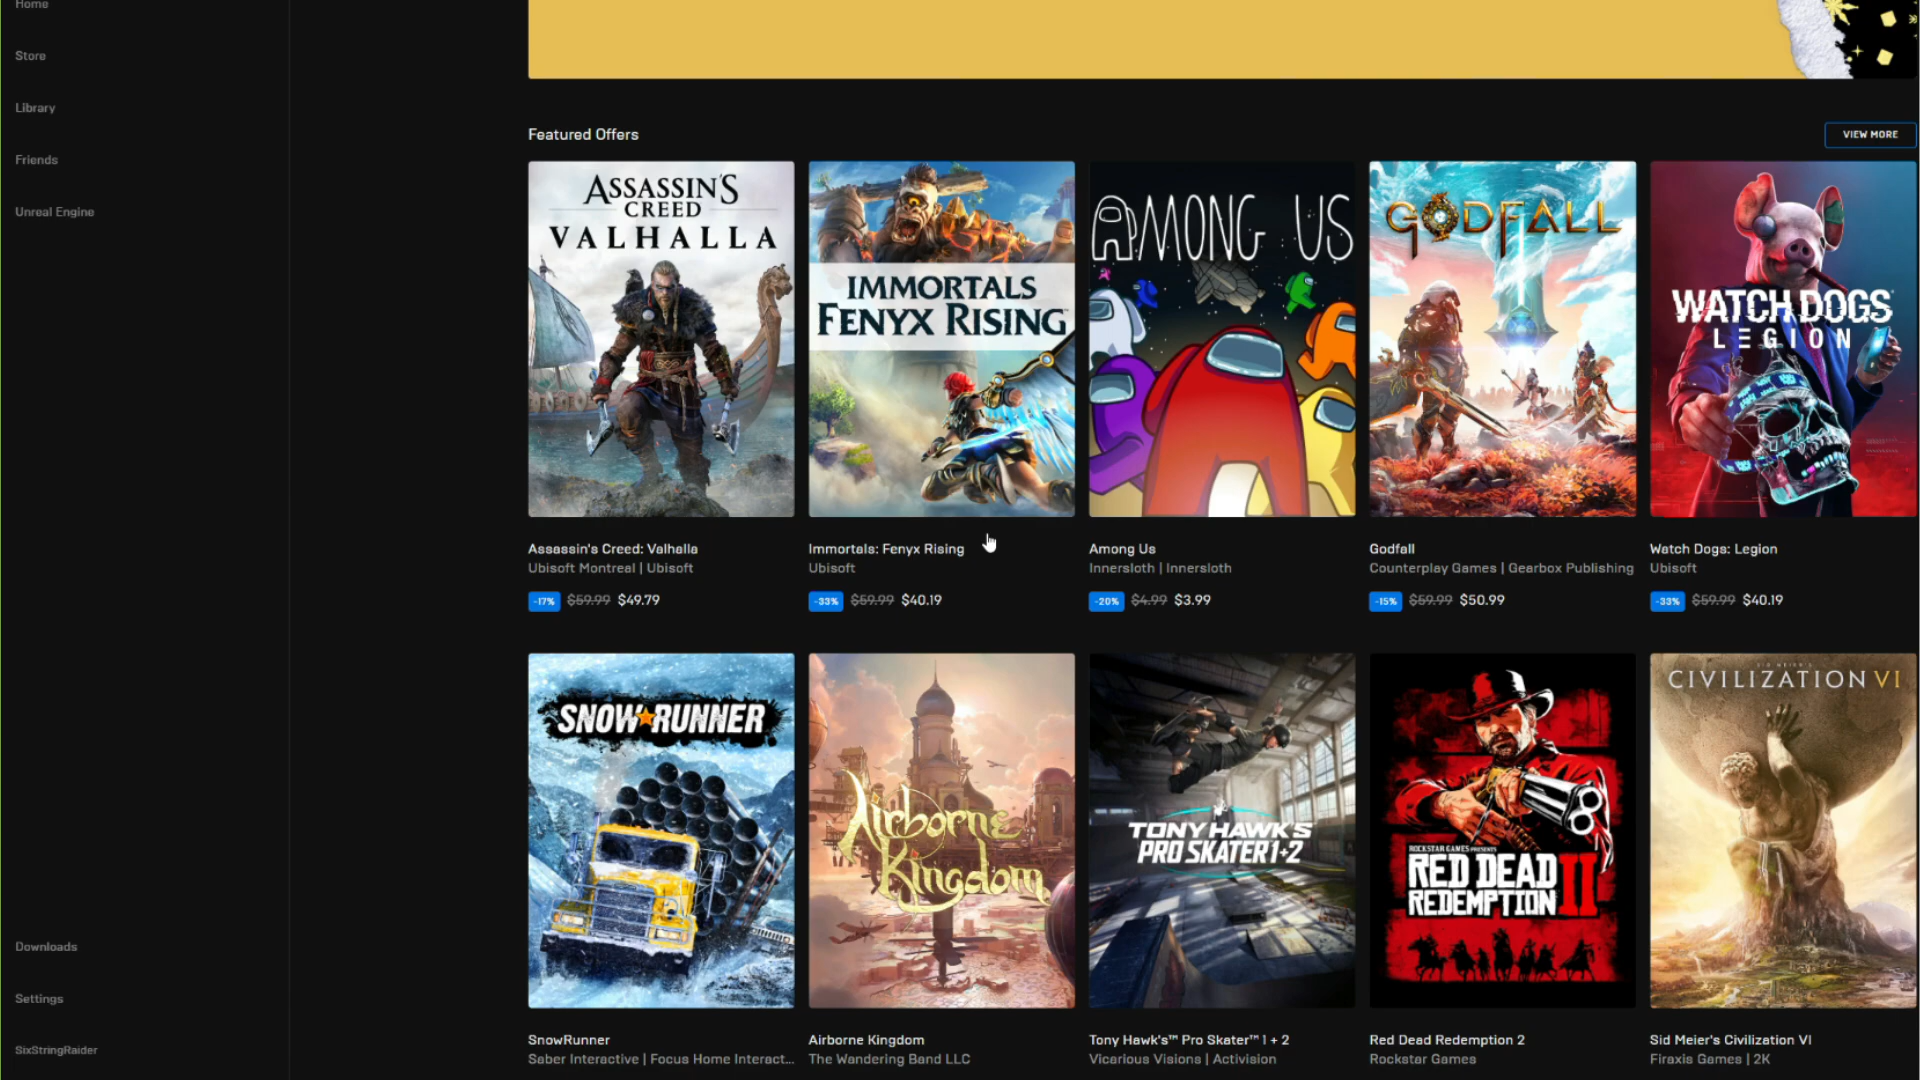 Home
Store
Library
Friends
Unreal Engine
Downloads
Settings
SixStringRaider
Featured Offers
VIEW MORE
ASSASSIN'S
CREED
VALHALLA
IMMORTALS
FENYX RISING
AMONG US
GODFALL
WATCH DOGS
LEGION
Assassin's Creed: Valhalla
Ubisoft Montreal | Ubisoft
-17% $59.99 $49.79
Immortals: Fenyx Rising
Ubisoft
-33% $59.99 $40.19
Among Us
Innersloth | Innersloth
-20% $4.99 $3.99
Godfall
Counterplay Games | Gearbox Publishing
-15% $59.99 $50.99
Watch Dogs: Legion
Ubisoft
-33% $59.99 $40.19
SNOWRUNNER
Airborne
Kingdom
TONY HAWK'S
PRO SKATER 1+2
ROCKSTAR GAMES PRESENTS
RED DEAD
REDEMPTION II
SID MEIER'S
CIVILIZATION VI
SnowRunner
Saber Interactive | Focus Home Interact...
Airborne Kingdom
The Wandering Band LLC
Tony Hawk's™ Pro Skater™ 1 + 2
Vicarious Visions | Activision
Red Dead Redemption 2
Rockstar Games
Sid Meier's Civilization VI
Firaxis Games | 2K